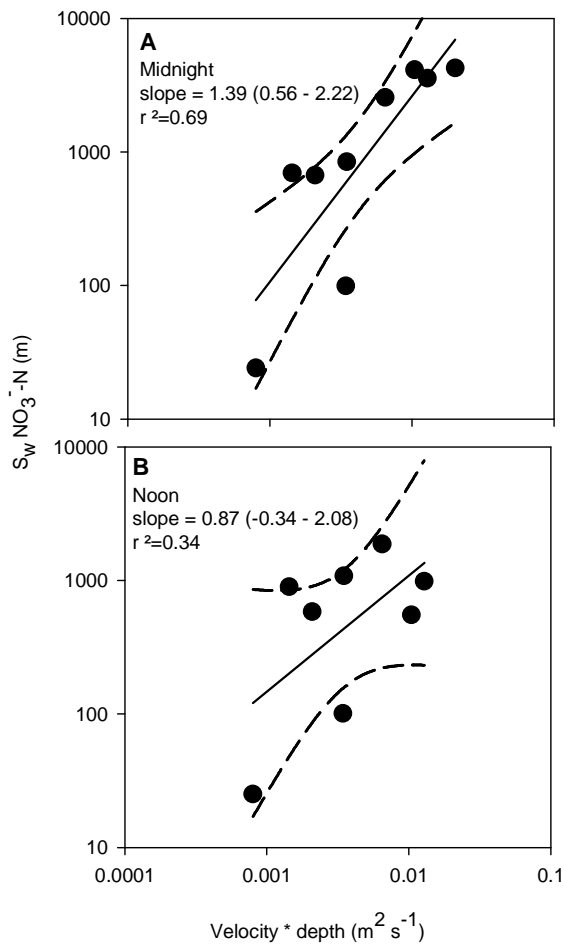 10000
A
Midnight
slope = 1.39 (0.56 - 2.22)
r ²=0.69
1000
100
10
S_w NO₃⁻-N (m)
10000
B
Noon
slope = 0.87 (-0.34 - 2.08)
r ²=0.34
1000
100
10
0.0001 0.001 0.01 0.1
Velocity * depth (m² s⁻¹)